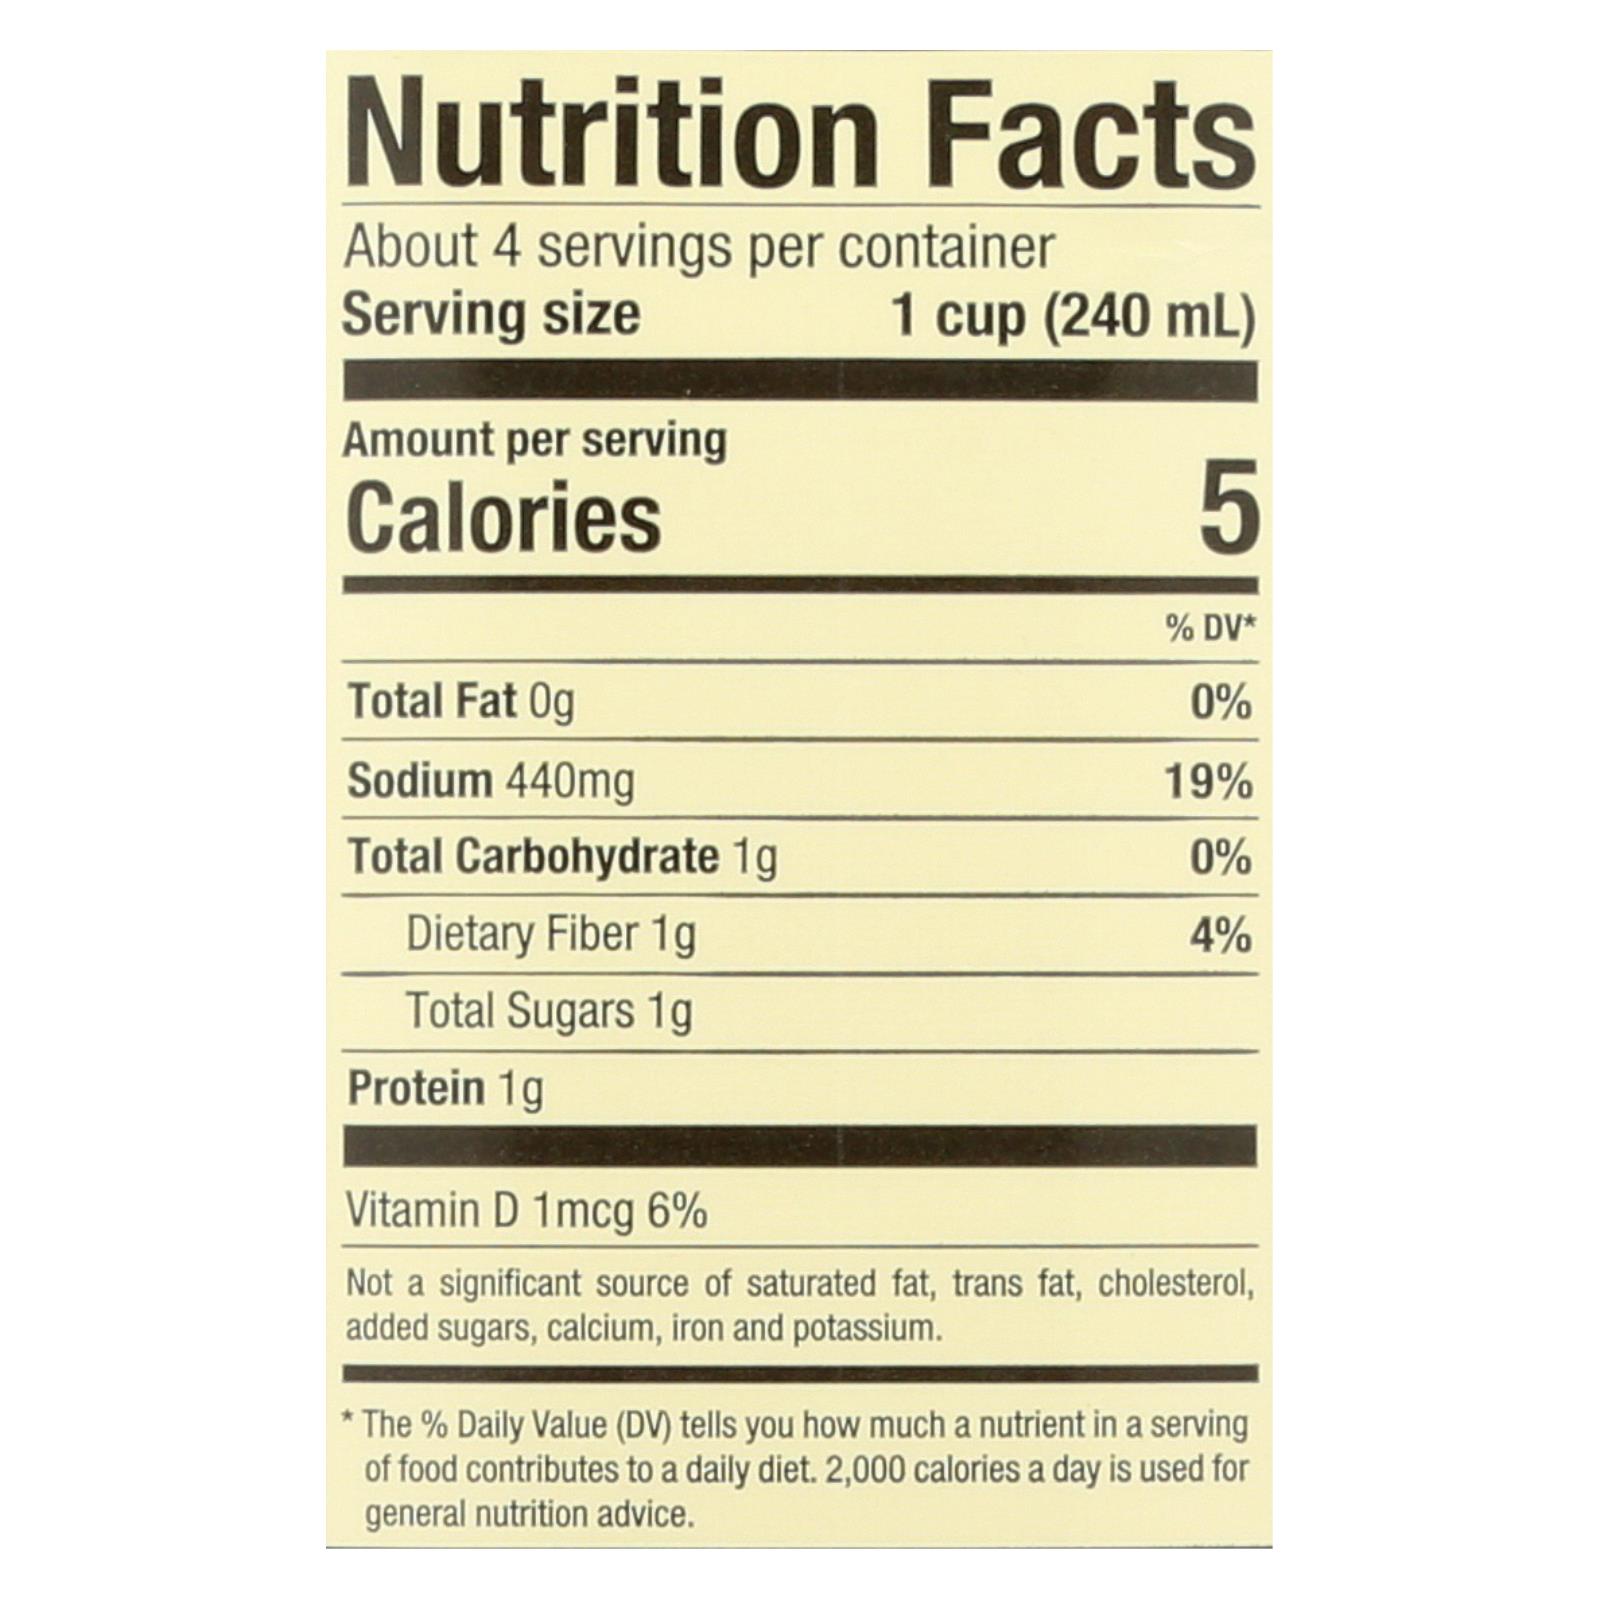 Nutrition Facts
About 4 servings per container
Serving size 1 cup (240 mL)
Amount per serving
Calories 5
% DV*
Total Fat 0g 0%
Sodium 440mg 19%
Total Carbohydrate 1g 0%
Dietary Fiber 1g 4%
Total Sugars 1g
Protein 1g
Vitamin D 1mcg 6%
Not a significant source of saturated fat, trans fat, cholesterol,
added sugars, calcium, iron and potassium.
* The % Daily Value (DV) tells you how much a nutrient in a serving
of food contributes to a daily diet. 2,000 calories a day is used for
general nutrition advice.